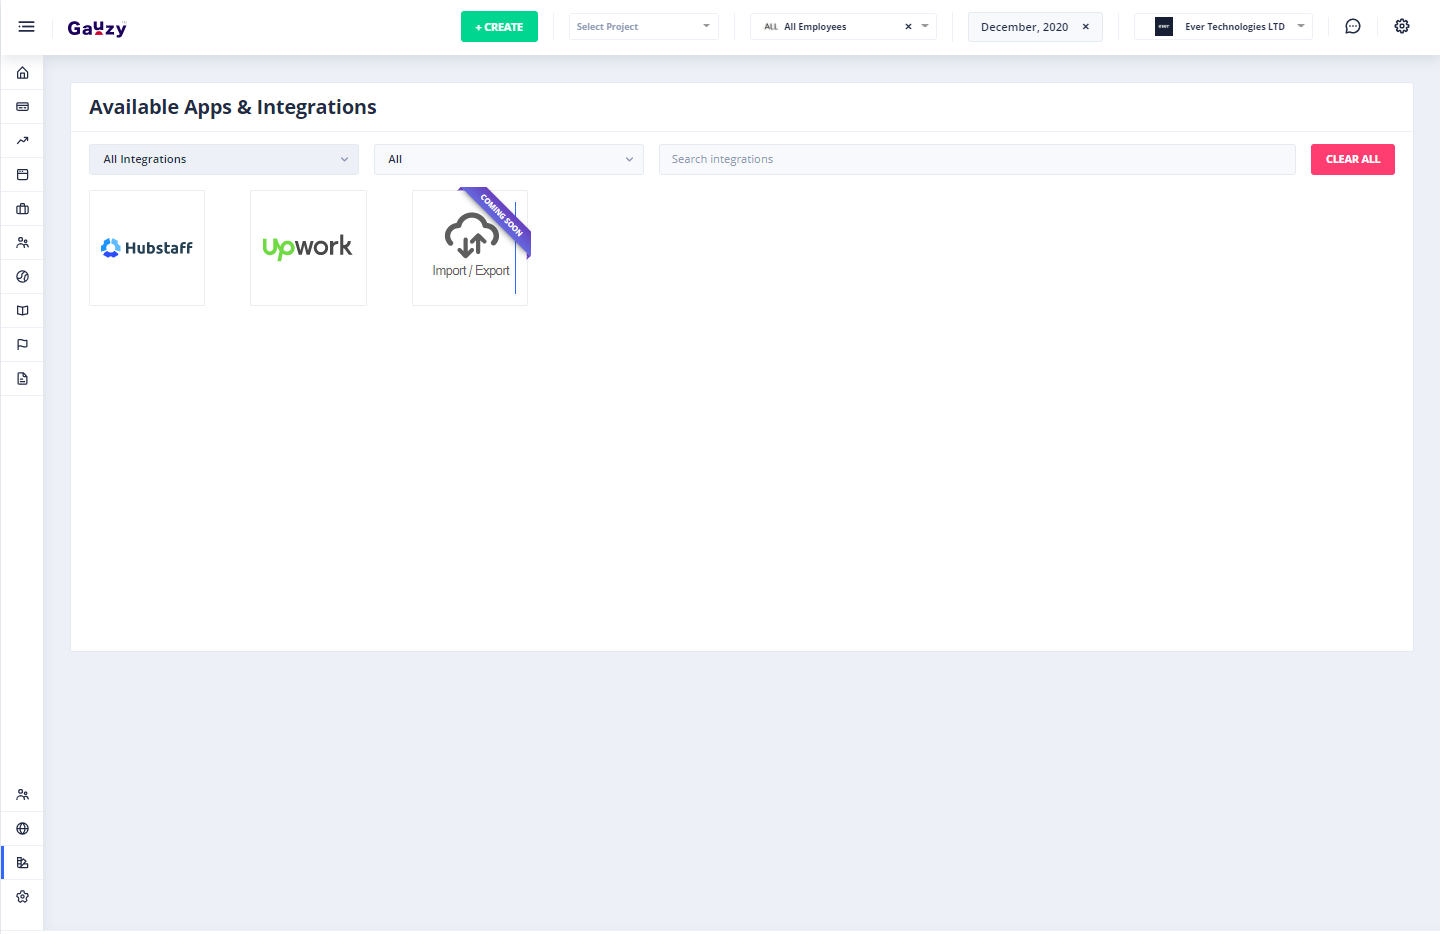 Gauzy
+ CREATE
Select Project
ALL All Employees ×
December, 2020 ×
ever Ever Technologies LTD
Available Apps & Integrations
All Integrations
All
Search integrations
CLEAR ALL
Hubstaff
Upwork
COMING SOON
Import / Export